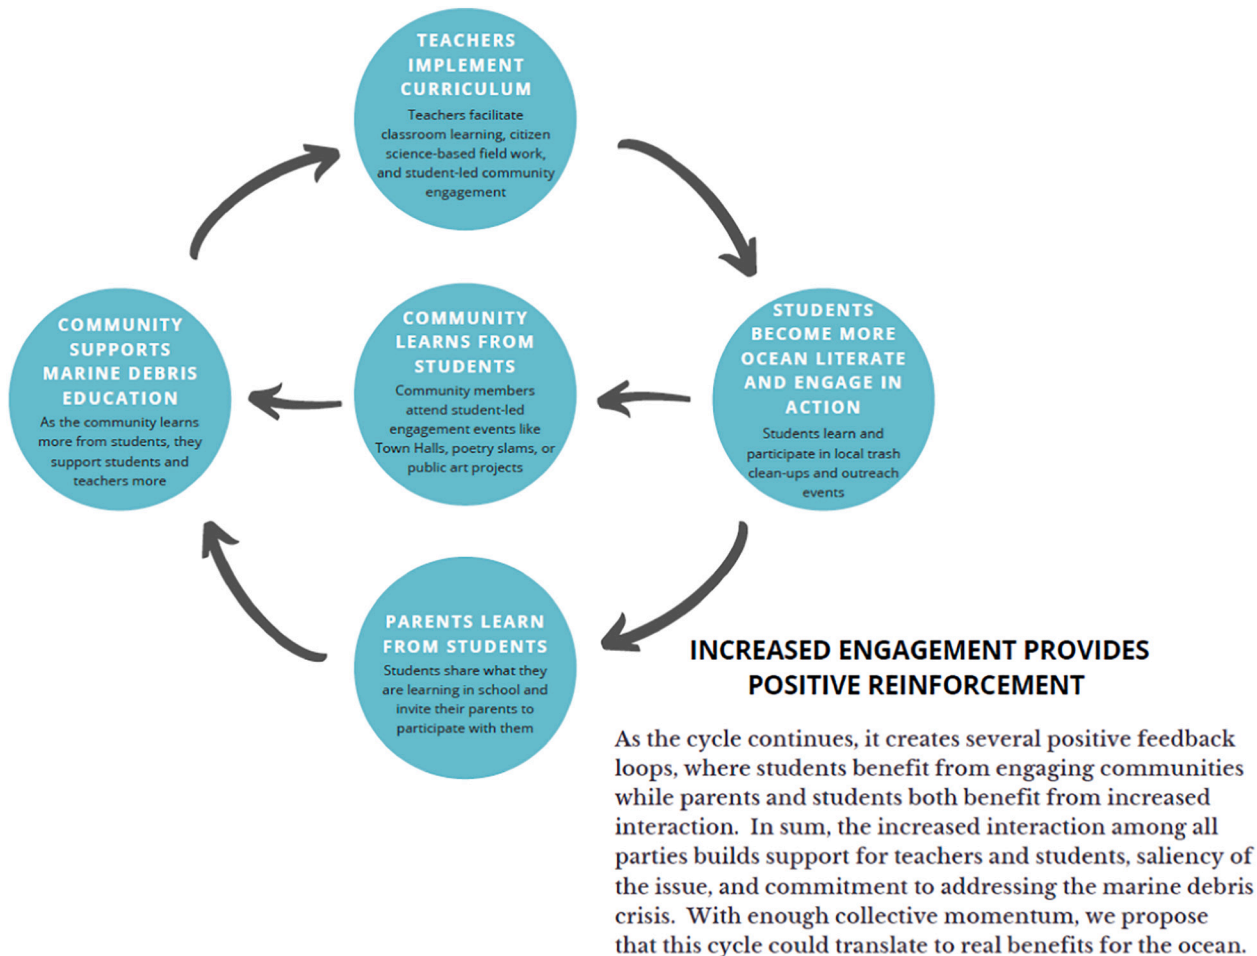 TEACHERS
IMPLEMENT
CURRICULUM
Teachers facilitate
classroom learning, citizen
science-based field work,
and student-led community
engagement
COMMUNITY
SUPPORTS
MARINE DEBRIS
EDUCATION
As the community learns
more from students, they
support students and
teachers more
COMMUNITY
LEARNS FROM
STUDENTS
Community members
attend student-led
engagement events like
Town Halls, poetry slams, or
public art projects
STUDENTS
BECOME MORE
OCEAN LITERATE
AND ENGAGE IN
ACTION
Students learn and
participate in local trash
clean-ups and outreach
events
PARENTS LEARN
FROM STUDENTS
Students share what they
are learning in school and
invite their parents to
participate with them
INCREASED ENGAGEMENT PROVIDES
POSITIVE REINFORCEMENT
As the cycle continues, it creates several positive feedback
loops, where students benefit from engaging communities
while parents and students both benefit from increased
interaction. In sum, the increased interaction among all
parties builds support for teachers and students, saliency of
the issue, and commitment to addressing the marine debris
crisis. With enough collective momentum, we propose
that this cycle could translate to real benefits for the ocean.